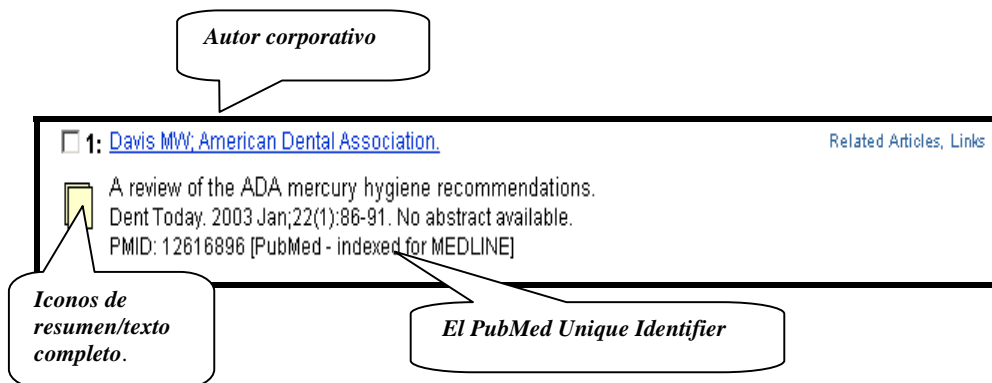 Autor corporativo
1: Davis MW; American Dental Association.
Related Articles, Links
A review of the ADA mercury hygiene recommendations.
Dent Today. 2003 Jan;22(1):86-91. No abstract available.
PMID: 12616896 [PubMed - indexed for MEDLINE]
Iconos de
resumen/texto
completo.
El PubMed Unique Identifier